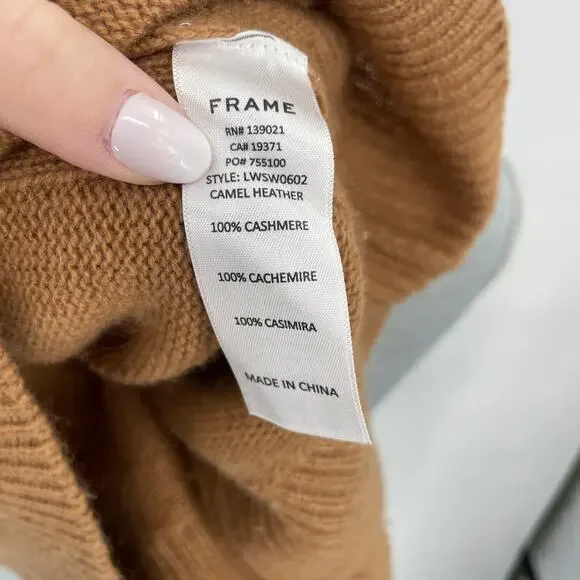 FRAME
RN# 139021
CA# 19371
PO# 755100
STYLE: LWSW0602
CAMEL HEATHER
100% CASHMERE
100% CACHEMIRE
100% CASIMIRA
MADE IN CHINA